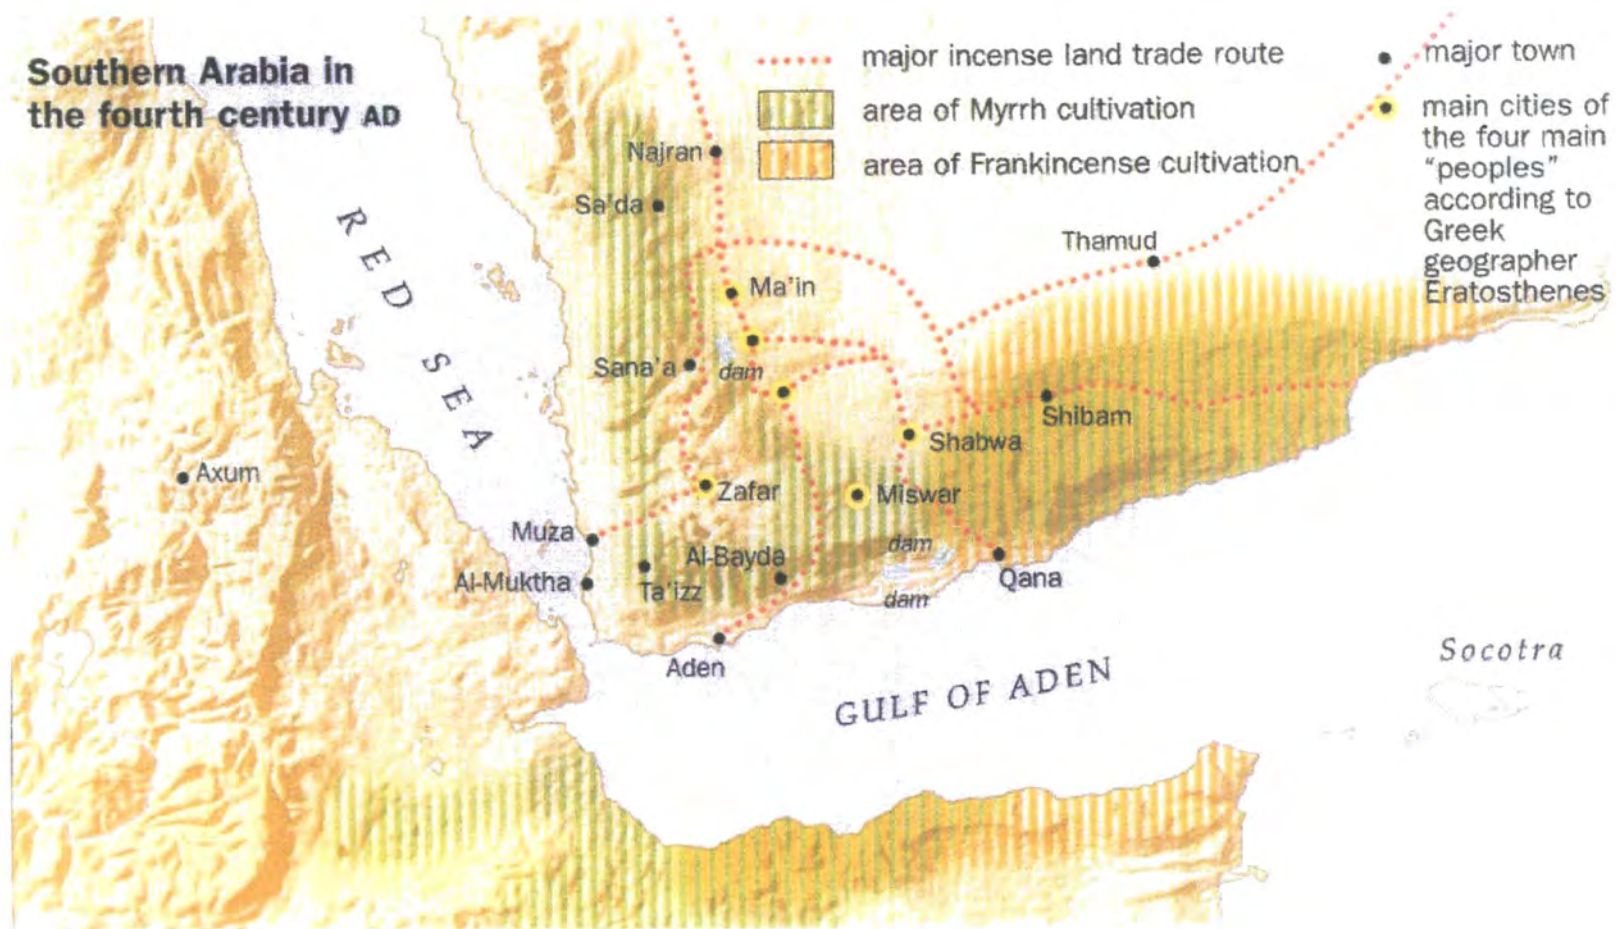 Southern Arabia in
the fourth century AD
major incense land trade route
area of Myrrh cultivation
area of Frankincense cultivation
major town
main cities of
the four main
"peoples"
according to
Greek
geographer
Eratosthenes
RED SEA
Najran
Sa'da
Thamud
Ma'in
Sana'a
dam
Shibam
Shabwa
Axum
Zafar
Miswar
Muza
Al-Bayda
dam
Al-Muktha
Ta'izz
Qana
dam
Aden
GULF OF ADEN
Socotra